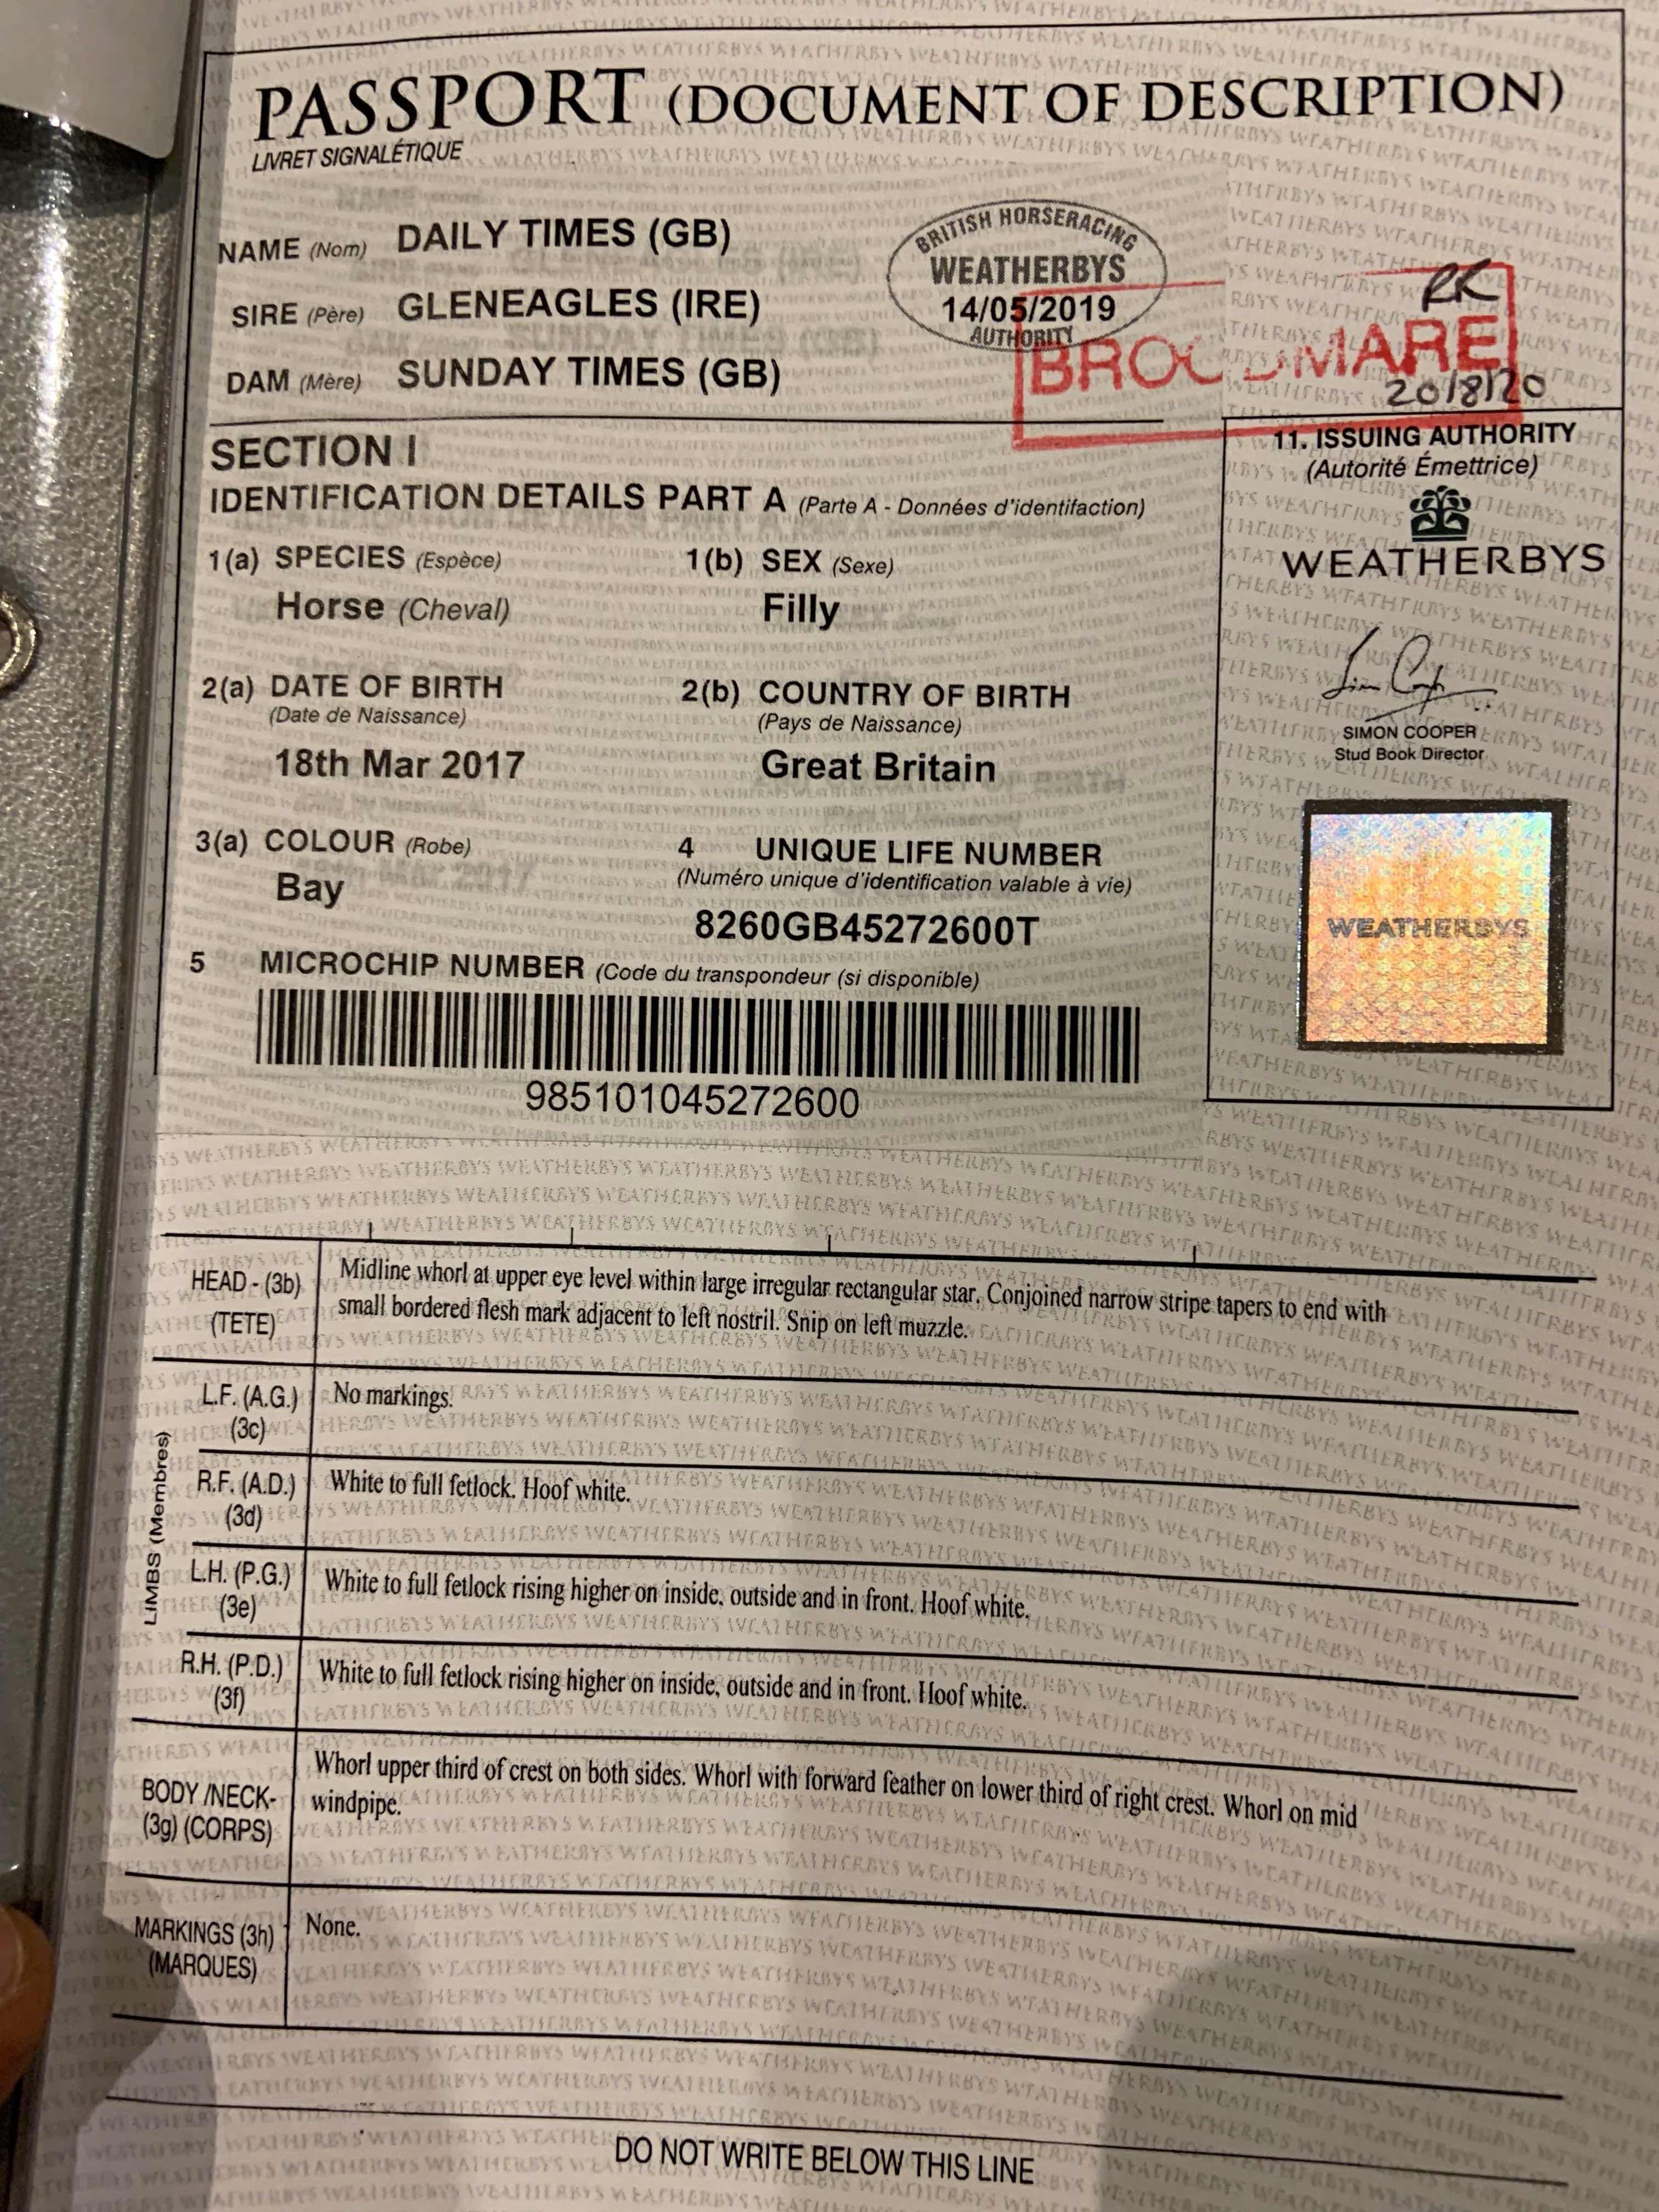 PASSPORT (DOCUMENT OF DESCRIPTION)
LIVRET SIGNALÉTIQUE
NAME (Nom) DAILY TIMES (GB)
SIRE (Père) GLENEAGLES (IRE)
DAM (Mère) SUNDAY TIMES (GB)
BRITISH HORSERACING
WEATHERBYS
14/05/2019
AUTHORITY
RK
BROODMARE
20/8/20
SECTION I
IDENTIFICATION DETAILS PART A (Parte A - Données d'identifaction)
1(a) SPECIES (Espèce) 1(b) SEX (Sexe)
Horse (Cheval) Filly
2(a) DATE OF BIRTH 2(b) COUNTRY OF BIRTH
(Date de Naissance) (Pays de Naissance)
18th Mar 2017 Great Britain
3(a) COLOUR (Robe) 4 UNIQUE LIFE NUMBER
Bay (Numéro unique d'identification valable à vie)
8260GB45272600T
5 MICROCHIP NUMBER (Code du transpondeur (si disponible)
985101045272600
11. ISSUING AUTHORITY
(Autorité Émettrice)
WEATHERBYS
SIMON COOPER
Stud Book Director
WEATHERBYS
HEAD - (3b) Midline whorl at upper eye level within large irregular rectangular star. Conjoined narrow stripe tapers to end with
(TETE) small bordered flesh mark adjacent to left nostril. Snip on left muzzle.
LIMBS (Membres)
L.F. (A.G.) No markings.
(3c)
R.F. (A.D.) White to full fetlock. Hoof white.
(3d)
L.H. (P.G.) White to full fetlock rising higher on inside, outside and in front. Hoof white.
(3e)
R.H. (P.D.) White to full fetlock rising higher on inside, outside and in front. Hoof white.
(3f)
BODY /NECK- Whorl upper third of crest on both sides. Whorl with forward feather on lower third of right crest. Whorl on mid
(3g) (CORPS) windpipe.
MARKINGS (3h) None.
(MARQUES)
DO NOT WRITE BELOW THIS LINE